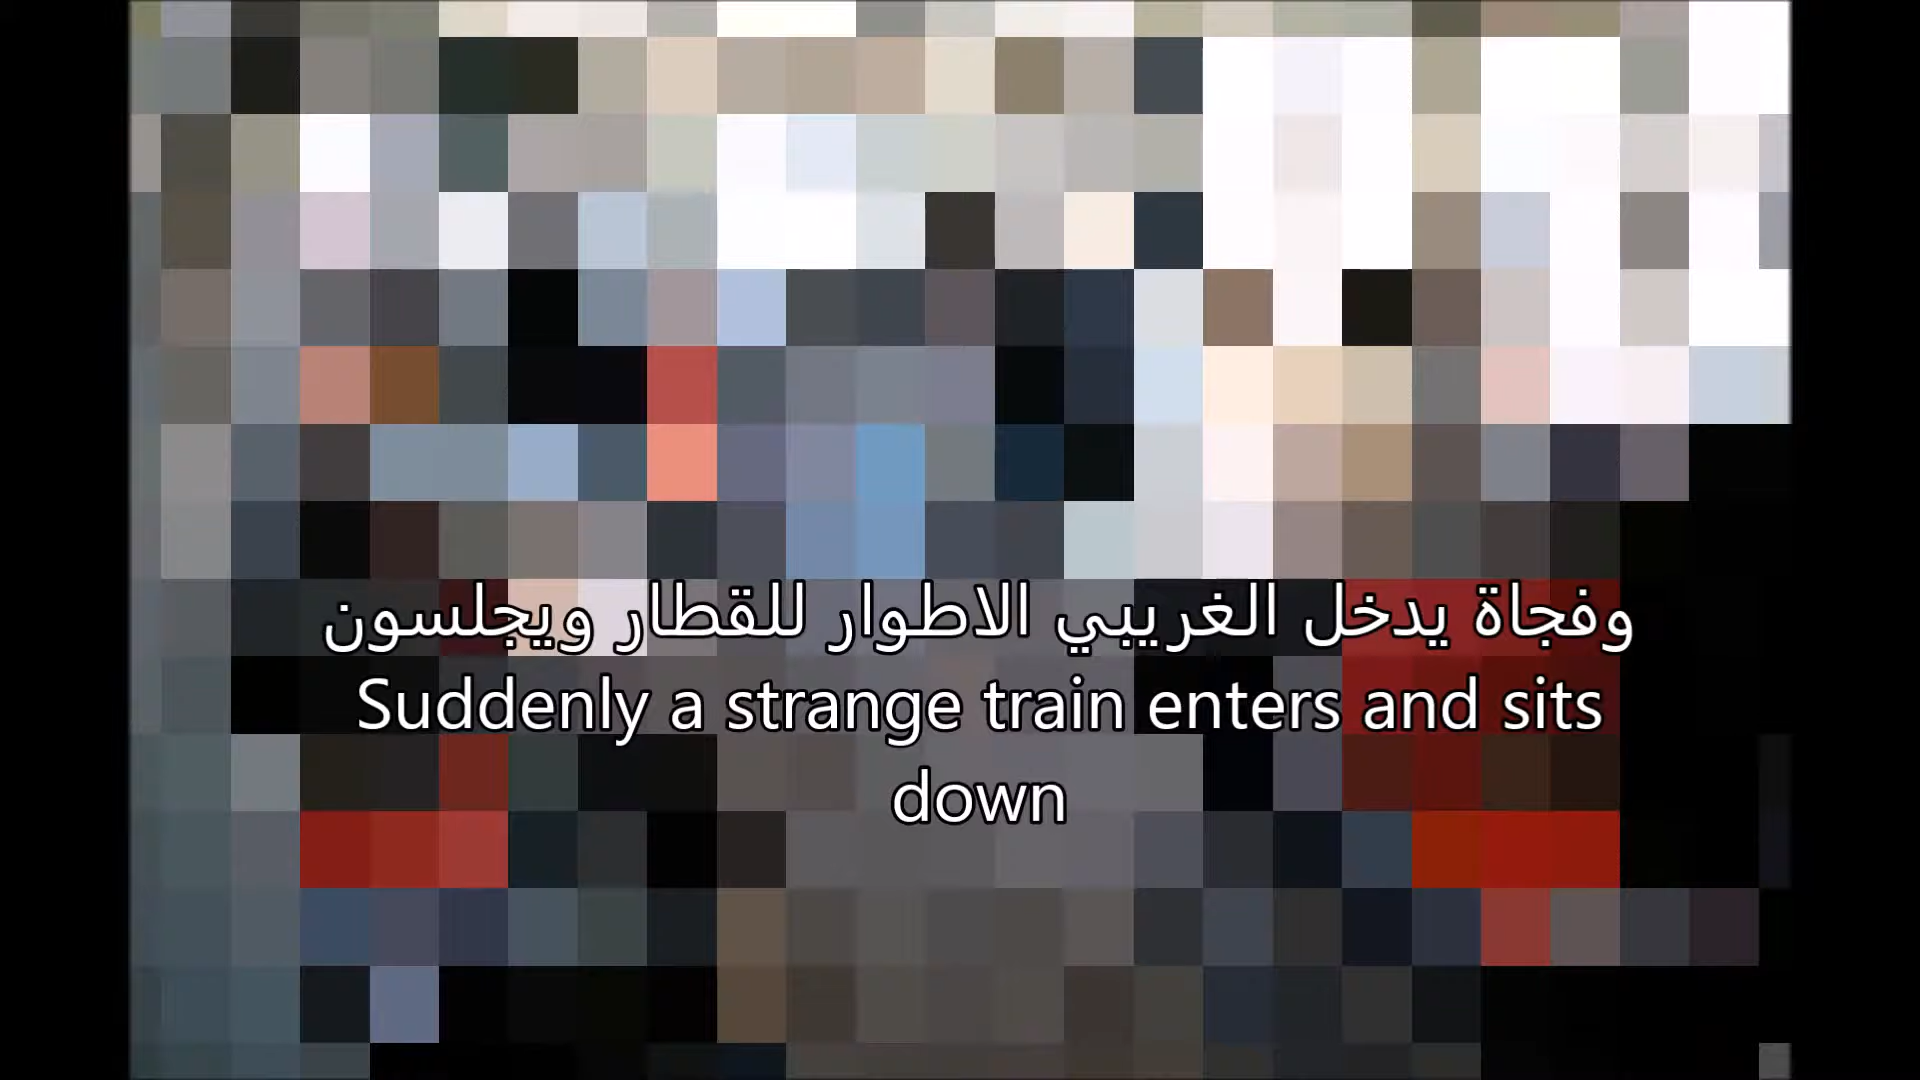 وفجاة يدخل الغريبي الاطوار للقطار ويجلسون
Suddenly a strange train enters and sits
down